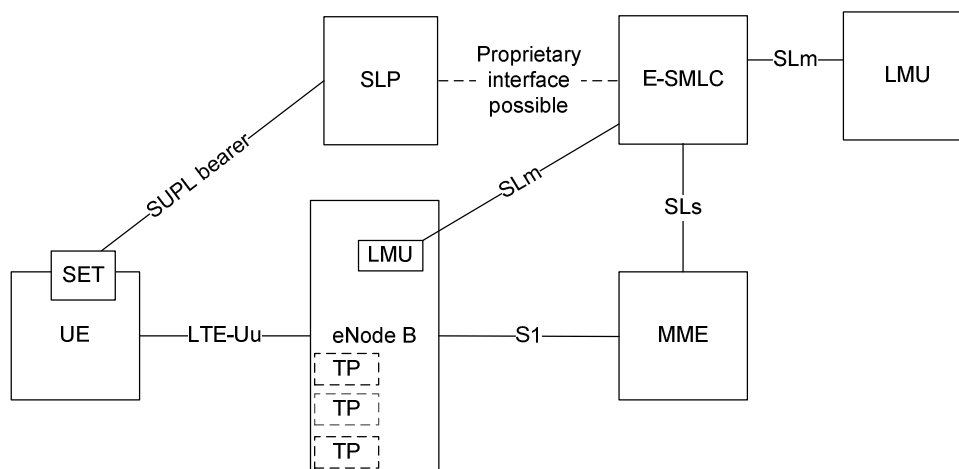 SLP
Proprietary
interface
possible
E-SMLC
SLm
LMU
SUPL bearer
SLm
SLs
SET
UE
LTE-Uu
LMU
eNode B
S1
MME
TP
TP
TP